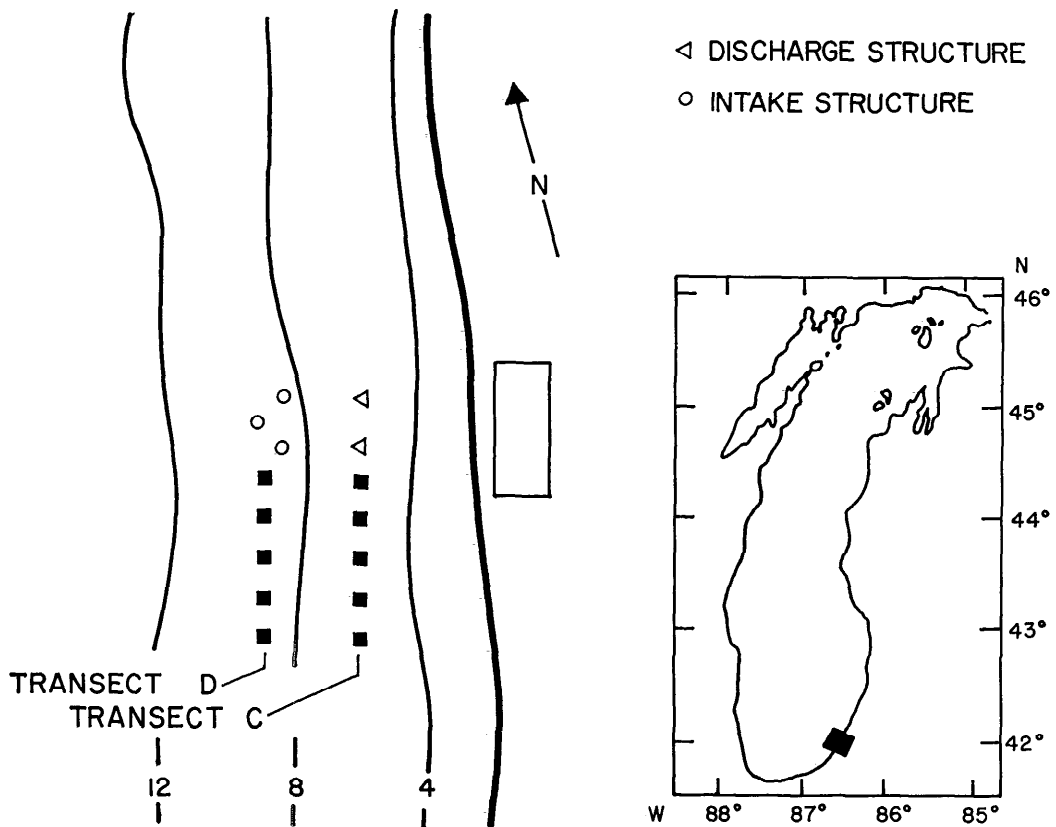 DISCHARGE STRUCTURE
INTAKE STRUCTURE
N
TRANSECT D
TRANSECT C
12 8 4
N
46°
45°
44°
43°
42°
W 88° 87° 86° 85°